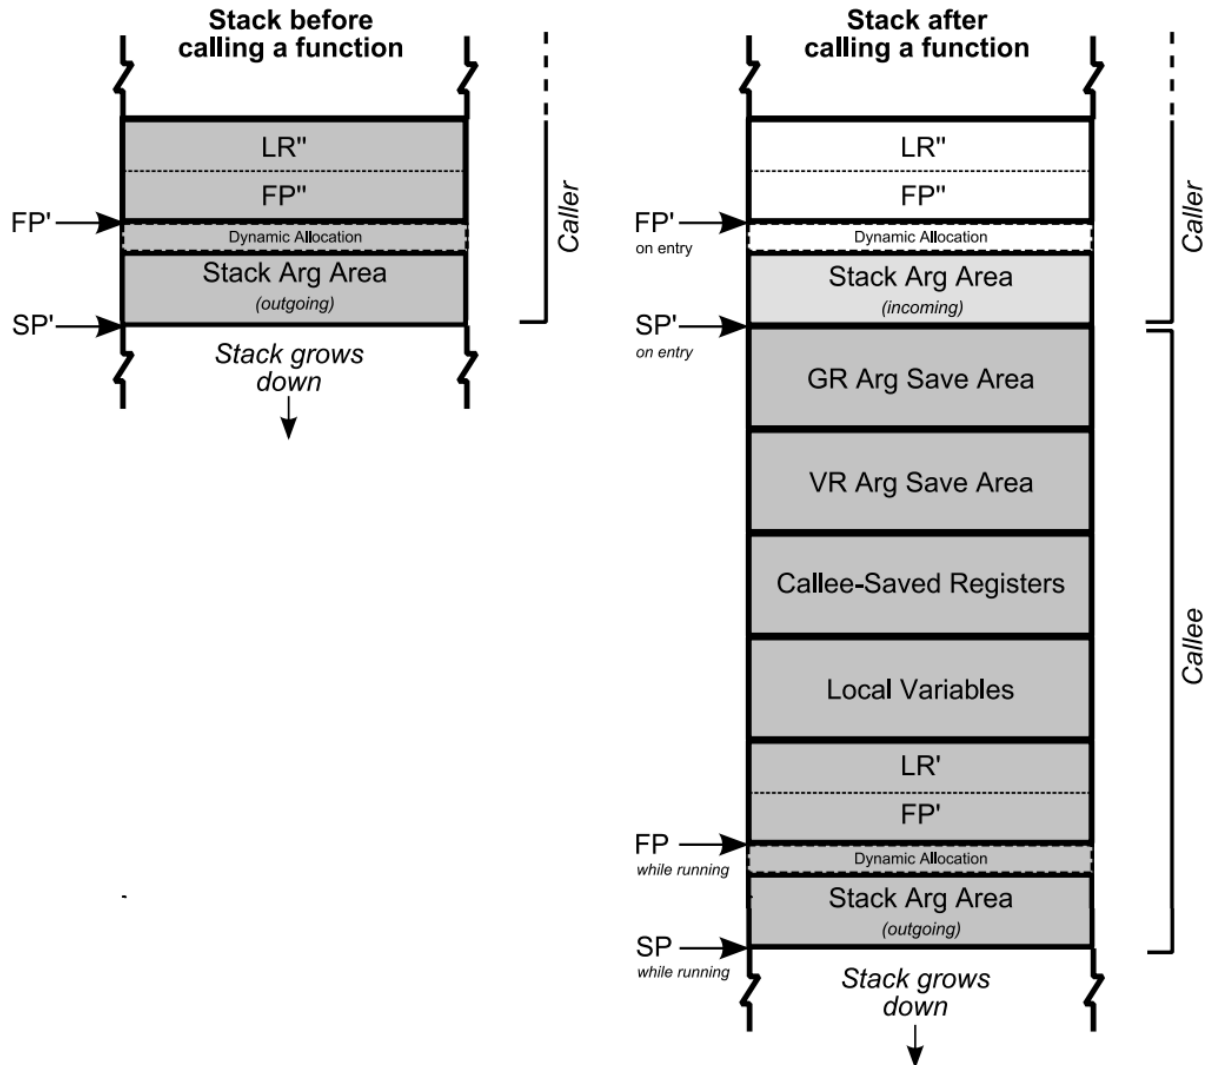 Stack before
calling a function
LR"
FP"
FP'
Dynamic Allocation
Stack Arg Area
(outgoing)
SP'
Stack grows
down
Caller
Stack after
calling a function
LR"
FP"
FP'
on entry
Dynamic Allocation
Stack Arg Area
(incoming)
SP'
on entry
Caller
GR Arg Save Area
VR Arg Save Area
Callee-Saved Registers
Local Variables
LR'
FP'
FP
while running
Dynamic Allocation
Stack Arg Area
(outgoing)
SP
while running
Callee
Stack grows
down